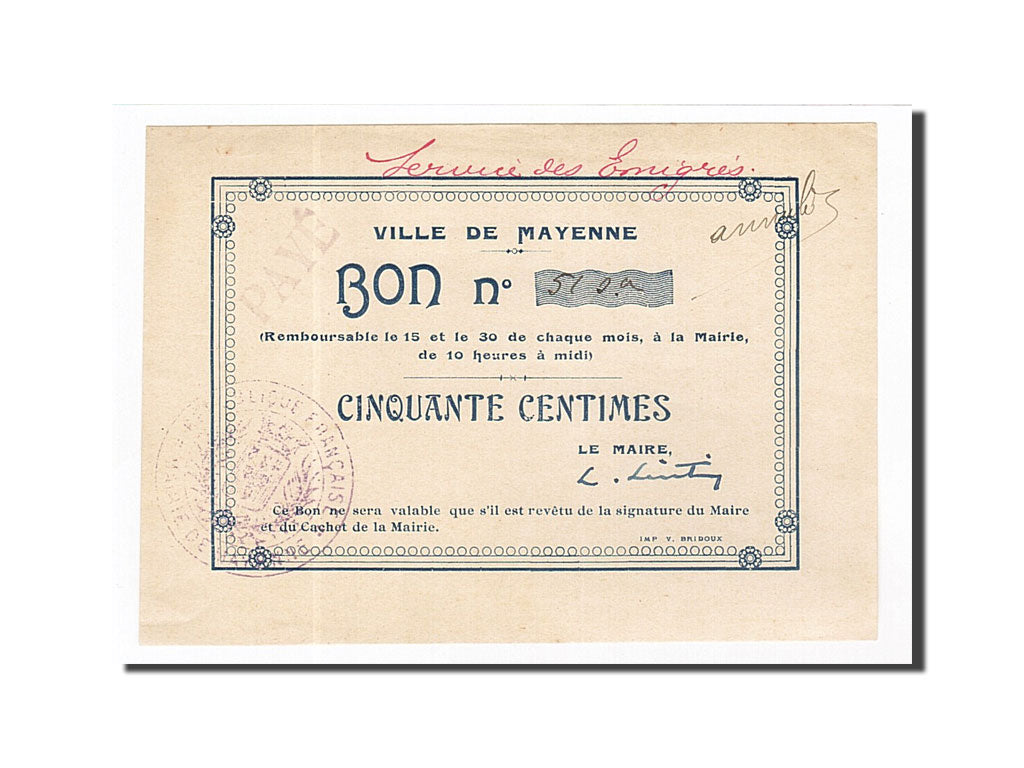 Service des Emigrés.
annulé
PAYÉ
VILLE DE MAYENNE
BON n°
(Remboursable le 15 et le 30 de chaque mois, à la Mairie,
de 10 heures à midi)
CINQUANTE CENTIMES
LE MAIRE,
Ce Bon ne sera valable que s'il est revêtu de la signature du Maire
et du Cachet de la Mairie.
IMP V. BRIDOUX